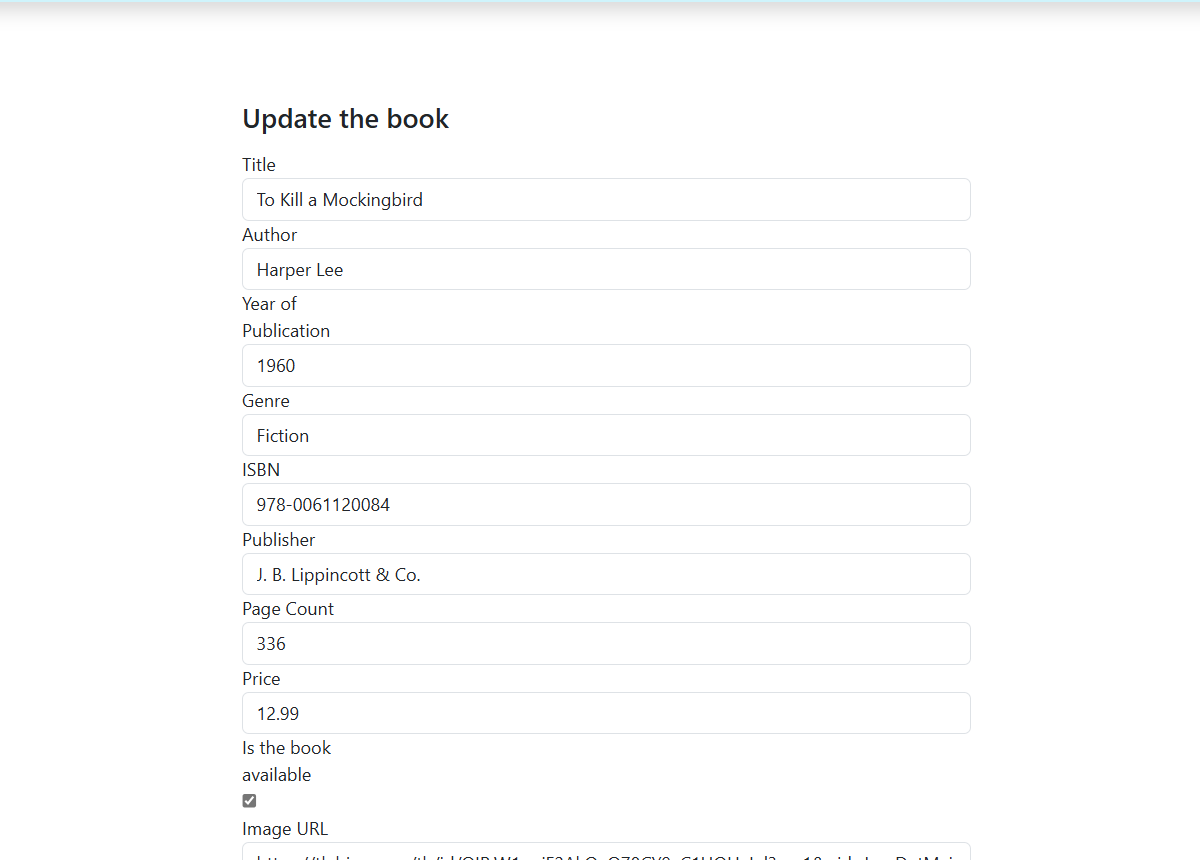 Update the book
Title
To Kill a Mockingbird
Author
Harper Lee
Year of
Publication
1960
Genre
Fiction
ISBN
978-0061120084
Publisher
J. B. Lippincott & Co.
Page Count
336
Price
12.99
Is the book
available
Image URL